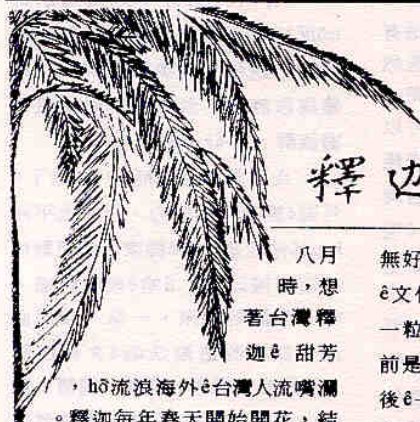 釋
八月
時，想
著台灣釋
迦ê 甜芳
，hõ流浪海外ê台灣人流嘴瀾
。釋迦每年春天開始開花，結
無好
ê文化
一粒
前是
後ê一